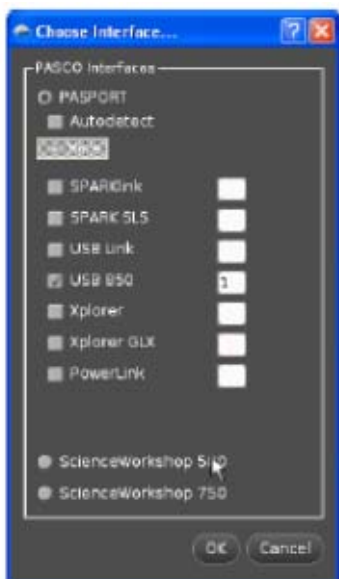 Choose Interface...
PASCO Interfaces
PASPORT
Autodetect
SPARKlink
SPARK SLS
USB Link
USB 850 1
Xplorer
Xplorer GLX
PowerLink
ScienceWorkshop
ScienceWorkshop 750
OK Cancel